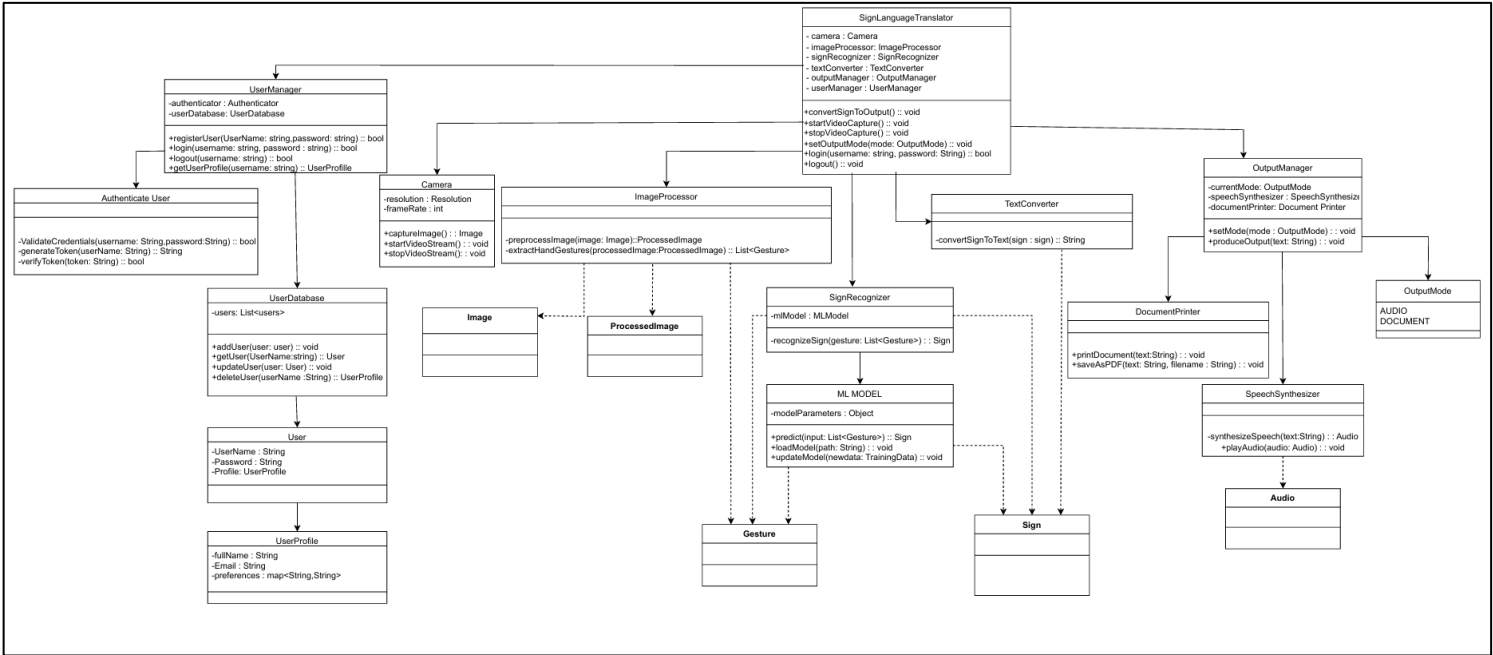 SignLanguageTranslator
- camera : Camera
- imageProcessor: ImageProcessor
- signRecognizer : SignRecognizer
- textConverter : TextConverter
- outputManager : OutputManager
- userManager : UserManager
+convertSignToOutput() :: void
+startVideoCapture() :: void
+stopVideoCapture() :: void
+setOutputMode(mode: OutputMode) :: void
+login(username: string, password: String) :: bool
+logout() :: void
UserManager
-authenticator : Authenticator
-userDatabase: UserDatabase
+registerUser(UserName: string,password: string) :: bool
+login(username: string, password : string) :: bool
+logout(username: string) :: bool
+getUserProfile(username: string) :: UserProfille
Authenticate User
-ValidateCredentials(username: String,password:String) :: bool
-generateToken(userName: String) :: String
-verifyToken(token: String) :: bool
Camera
-resolution : Resolution
-frameRate : int
+captureImage() : : Image
+startVideoStream() : : void
+stopVideoStream(): : void
ImageProcessor
-preprocessImage(image: Image)::ProcessedImage
-extractHandGestures(processedImage:ProcessedImage) :: List<Gesture>
TextConverter
-convertSignToText(sign : sign) :: String
OutputManager
-currentMode: OutputMode
-speechSynthesizer : SpeechSynthesize
-documentPrinter: Document Printer
+setMode(mode : OutputMode) : : void
+produceOutput(text: String) : : void
OutputMode
AUDIO
DOCUMENT
UserDatabase
-users: List<users>
+addUser(user: user) :: void
+getUser(UserName:string) :: User
+updateUser(user: User) :: void
+deleteUser(userName :String) :: UserProfile
Image
ProcessedImage
SignRecognizer
-mlModel : MLModel
-recognizeSign(gesture: List<Gesture>) : : Sign
DocumentPrinter
+printDocument(text:String) : : void
+saveAsPDF(text: String, filename : String) : : void
ML MODEL
-modelParameters : Object
+predict(input: List<Gesture>) :: Sign
+loadModel(path: String) : : void
+updateModel(newdata: TrainingData) :: void
SpeechSynthesizer
-synthesizeSpeech(text:String) : : Audio
+playAudio(audio: Audio) : : void
User
-UserName : String
-Password : String
-Profile: UserProfile
Audio
Gesture
Sign
UserProfile
-fullName : String
-Email : String
-preferences : map<String,String>